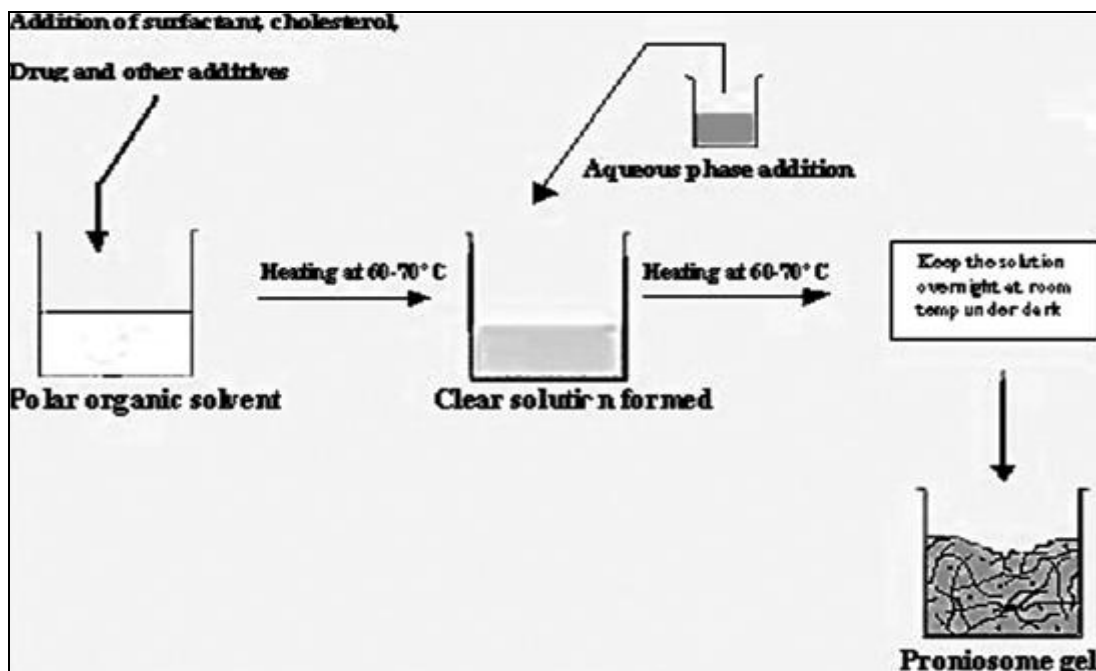 Addition of surfactant, cholesterol,
Drug and other additives
Aqueous phase addition
Heating at 60-70° C
Heating at 60-70° C
Keep the solution
overnight at room
temp under dark
Polar organic solvent
Clear solution formed
Proniosome gel